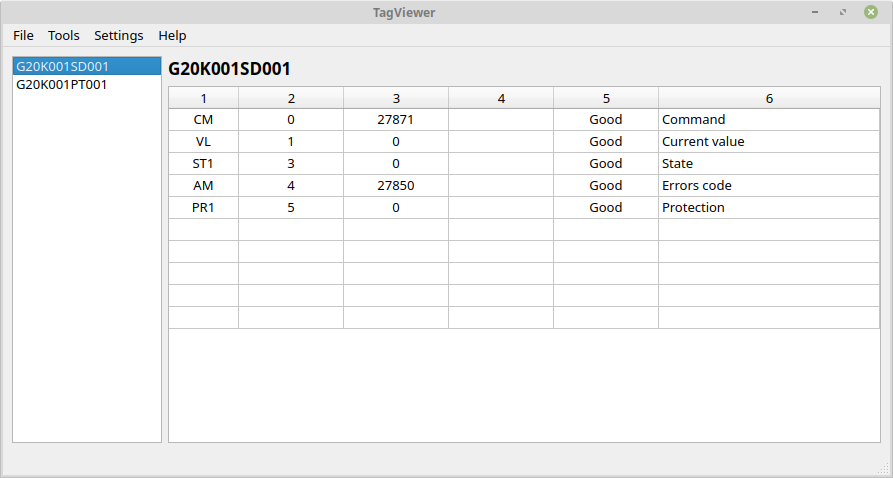 TagViewer
File Tools Settings Help
G20K001SD001
G20K001PT001
G20K001SD001
1 2 3 4 5 6
CM 0 27871 Good Command
VL 1 0 Good Current value
ST1 3 0 Good State
AM 4 27850 Good Errors code
PR1 5 0 Good Protection